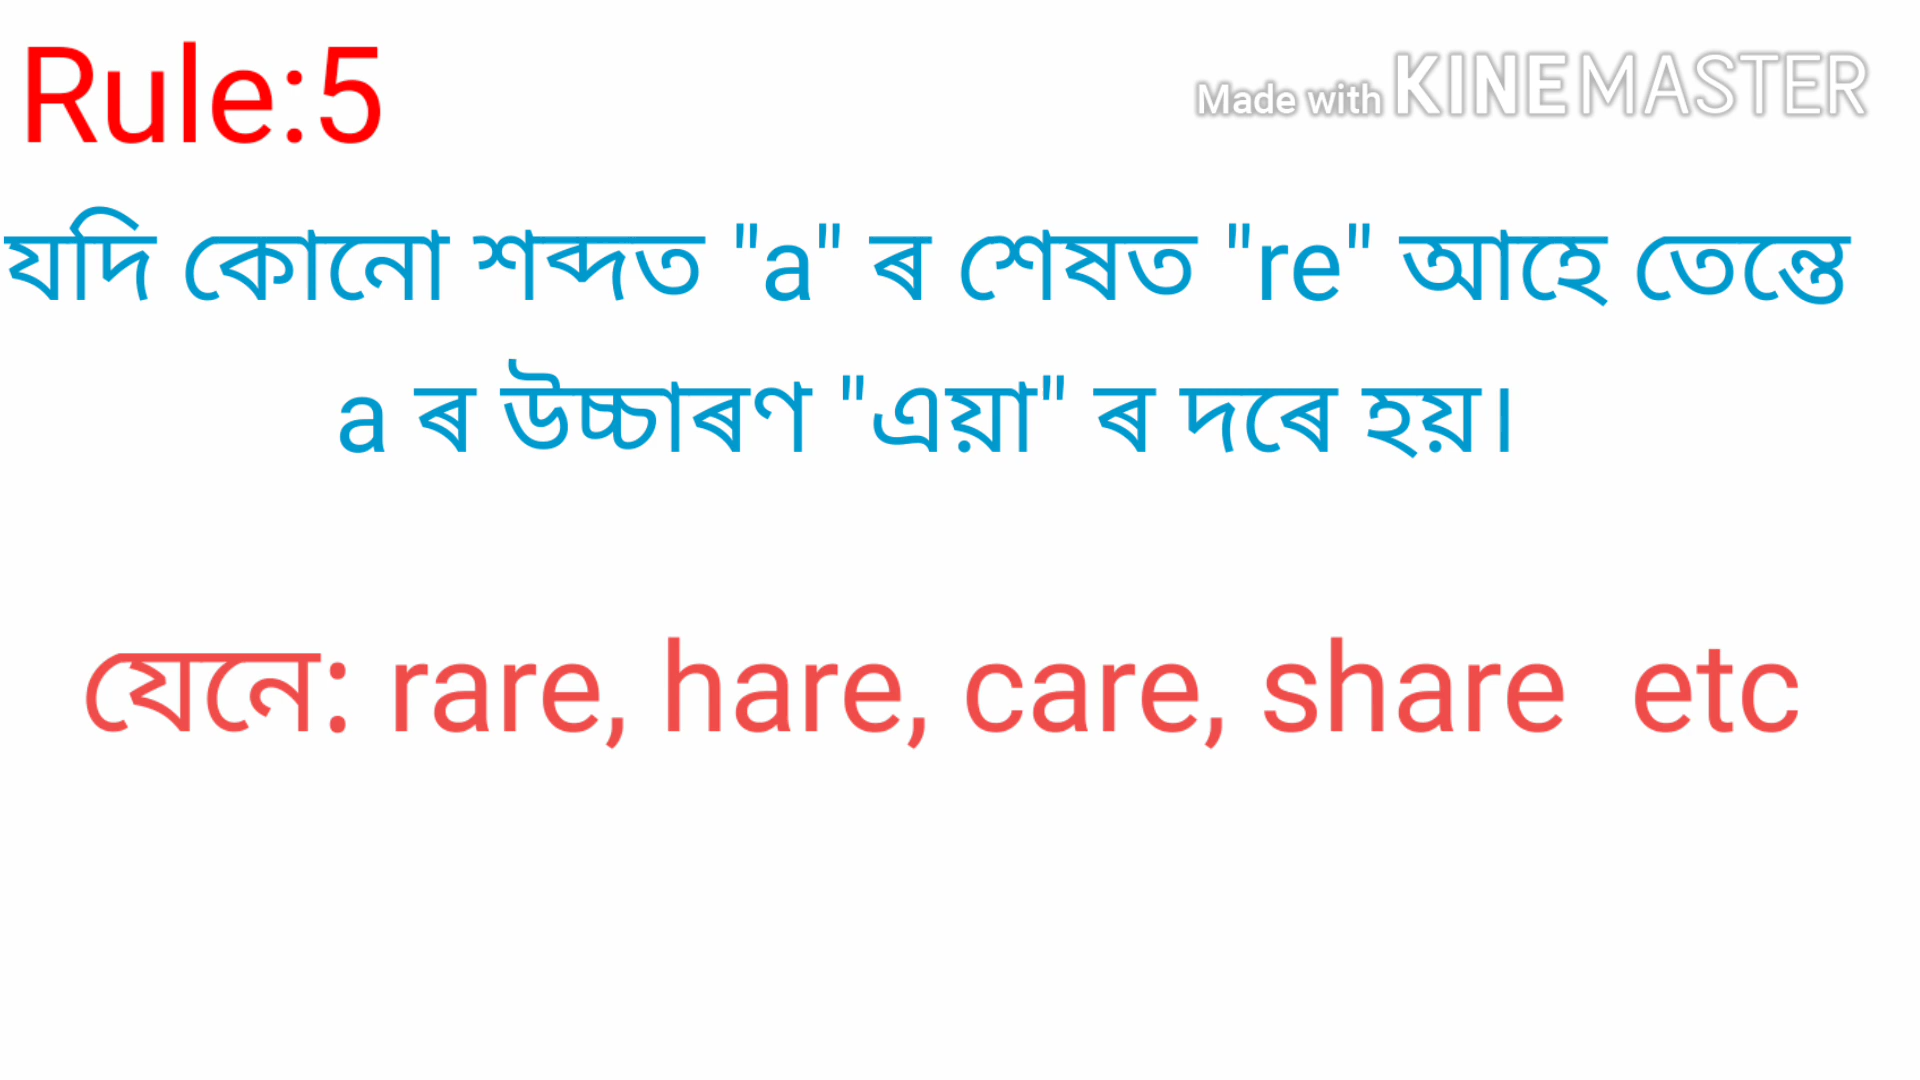 Rule:5
Made with KINEMASTER
যদি কোনো শব্দত "a" ৰ শেষত "re" আহে তেন্তে
a ৰ উচ্চাৰণ "এয়া" ৰ দৰে হয়।
যেনে: rare, hare, care, share etc